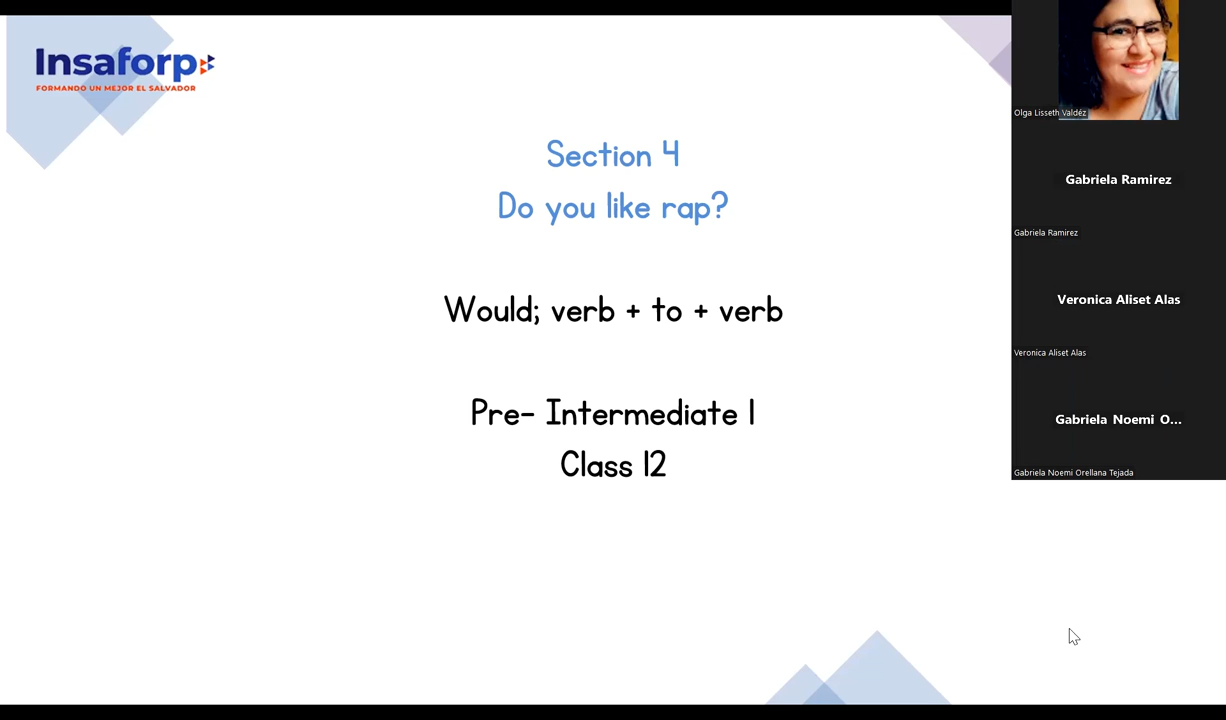 Insaforp
FORMANDO UN MEJOR EL SALVADOR
Section 4
Do you like rap?
Would; verb + to + verb
Pre- Intermediate 1
Class 12
Olga Lisseth Valdéz
Gabriela Ramirez
Gabriela Ramirez
Veronica Aliset Alas
Veronica Aliset Alas
Gabriela Noemi O...
Gabriela Noemi Orellana Tejada